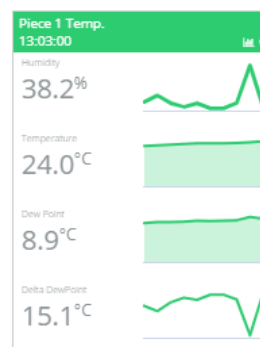 Piece 1 Temp.
13:03:00
Humidity
38.2%
Temperature
24.0°C
Dew Point
8.9°C
Delta DewPoint
15.1°C